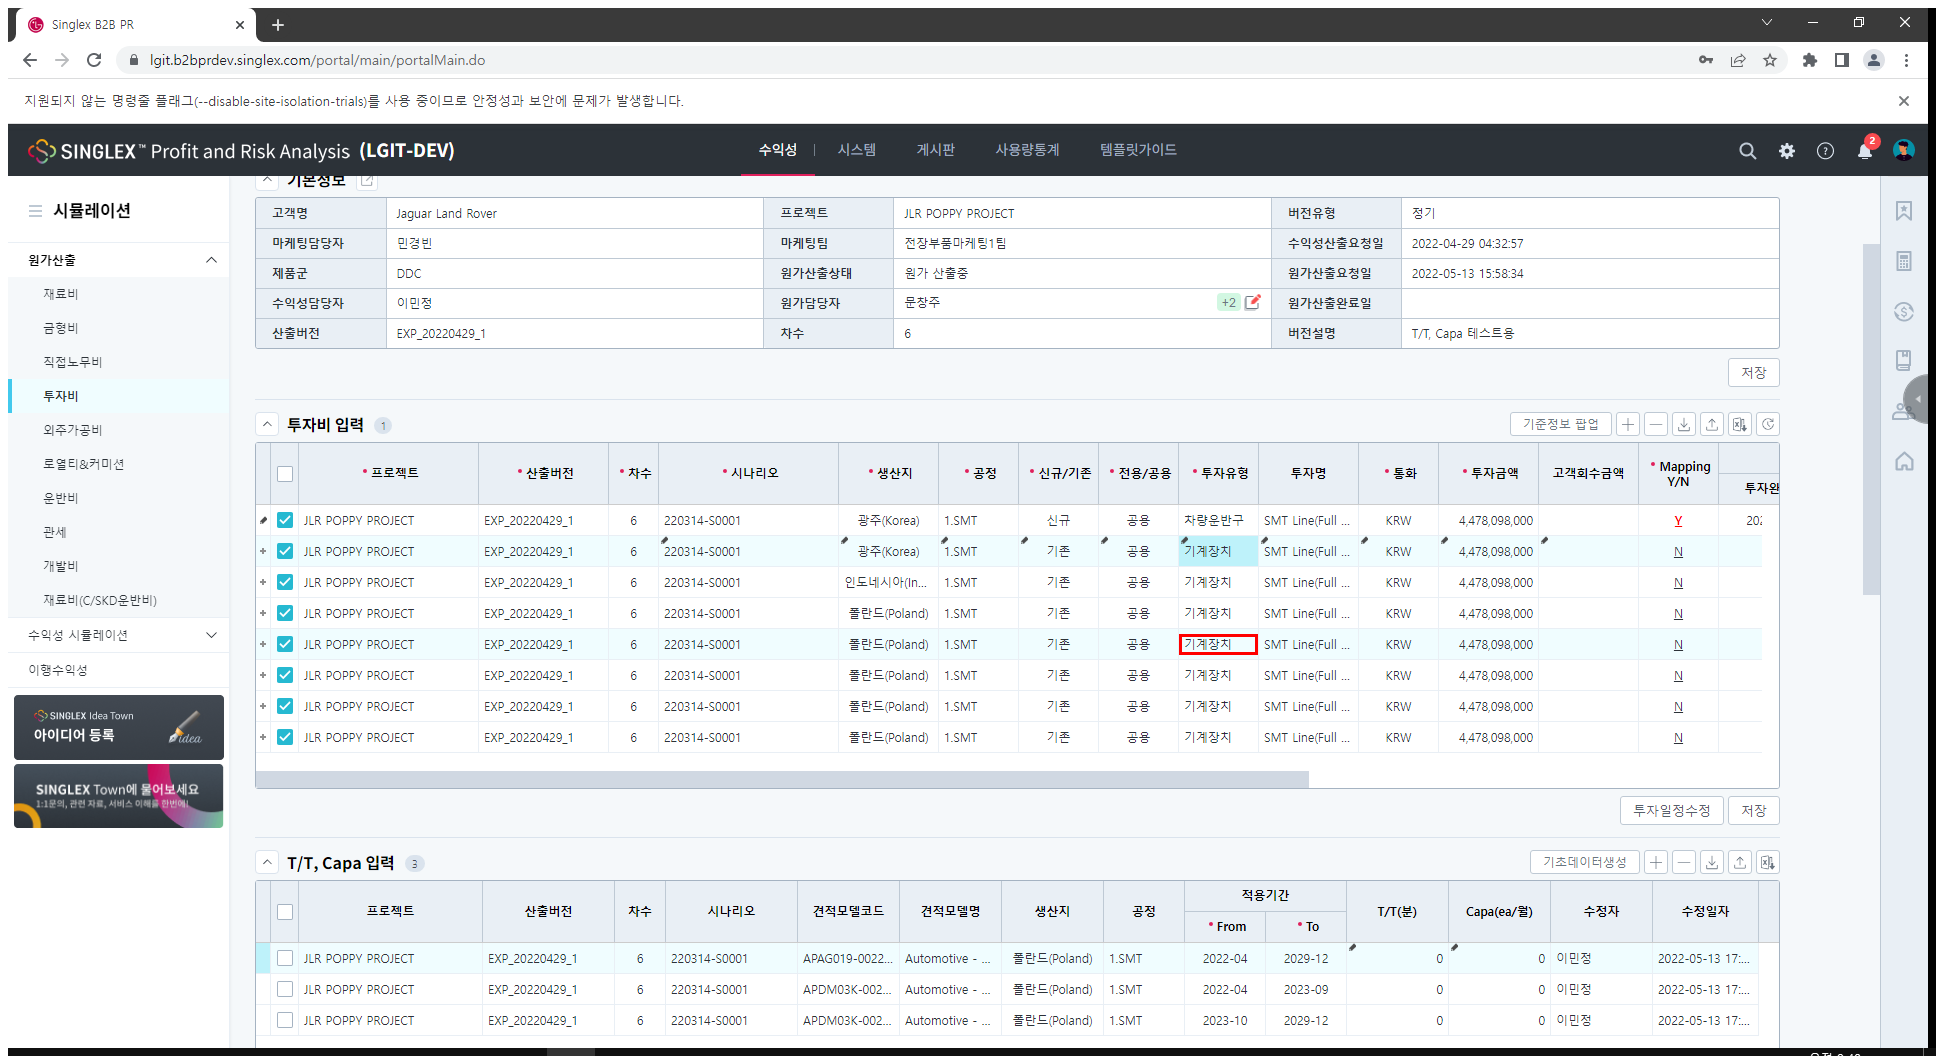 Singlex B2B PR
lgit.b2bprdev.singlex.com/portal/main/portalMain.do
지원되지 않는 명령줄 플래그(--disable-site-isolation-trials)를 사용 중이므로 안정성과 보안에 문제가 발생합니다.
SINGLEX™ Profit and Risk Analysis (LGIT-DEV)
수익성 시스템 게시판 사용량통계 템플릿가이드
2
시뮬레이션
원가산출
재료비
금형비
직접노무비
투자비
외주가공비
로열티&커미션
운반비
관세
개발비
재료비(C/SKD운반비)
수익성 시뮬레이션
이행수익성
SINGLEX Idea Town
아이디어 등록
idea
SINGLEX Town에 물어보세요
1:1문의, 관련 자료, 서비스 이해를 한번에!
기본정보
고객명 Jaguar Land Rover 프로젝트 JLR POPPY PROJECT 버전유형 정기
마케팅담당자 민경빈 마케팅팀 전장부품마케팅1팀 수익성산출요청일 2022-04-29 04:32:57
제품군 DDC 원가산출상태 원가 산출중 원가산출요청일 2022-05-13 15:58:34
수익성담당자 이민정 원가담당자 문창주 +2 원가산출완료일
산출버전 EXP_20220429_1 차수 6 버전설명 T/T, Capa 테스트용
저장
투자비 입력 1
기준정보 팝업
* 프로젝트 * 산출버전 * 차수 * 시나리오 * 생산지 * 공정 * 신규/기존 * 전용/공용 * 투자유형 투자명 * 통화 * 투자금액 고객회수금액 * Mapping Y/N 투자완
JLR POPPY PROJECT EXP_20220429_1 6 220314-S0001 광주(Korea) 1.SMT 신규 공용 차량운반구 SMT Line(Full ... KRW 4,478,098,000 Y 202
JLR POPPY PROJECT EXP_20220429_1 6 220314-S0001 광주(Korea) 1.SMT 기존 공용 기계장치 SMT Line(Full ... KRW 4,478,098,000 N
JLR POPPY PROJECT EXP_20220429_1 6 220314-S0001 인도네시아(In... 1.SMT 기존 공용 기계장치 SMT Line(Full ... KRW 4,478,098,000 N
JLR POPPY PROJECT EXP_20220429_1 6 220314-S0001 폴란드(Poland) 1.SMT 기존 공용 기계장치 SMT Line(Full ... KRW 4,478,098,000 N
JLR POPPY PROJECT EXP_20220429_1 6 220314-S0001 폴란드(Poland) 1.SMT 기존 공용 기계장치 SMT Line(Full ... KRW 4,478,098,000 N
JLR POPPY PROJECT EXP_20220429_1 6 220314-S0001 폴란드(Poland) 1.SMT 기존 공용 기계장치 SMT Line(Full ... KRW 4,478,098,000 N
JLR POPPY PROJECT EXP_20220429_1 6 220314-S0001 폴란드(Poland) 1.SMT 기존 공용 기계장치 SMT Line(Full ... KRW 4,478,098,000 N
JLR POPPY PROJECT EXP_20220429_1 6 220314-S0001 폴란드(Poland) 1.SMT 기존 공용 기계장치 SMT Line(Full ... KRW 4,478,098,000 N
투자일정수정 저장
T/T, Capa 입력 3
기초데이터생성
프로젝트 산출버전 차수 시나리오 견적모델코드 견적모델명 생산지 공정 적용기간 T/T(분) Capa(ea/월) 수정자 수정일자
* From * To
JLR POPPY PROJECT EXP_20220429_1 6 220314-S0001 APAG019-0022... Automotive - ... 폴란드(Poland) 1.SMT 2022-04 2029-12 0 0 이민정 2022-05-13 17:...
JLR POPPY PROJECT EXP_20220429_1 6 220314-S0001 APDM03K-002... Automotive - ... 폴란드(Poland) 1.SMT 2022-04 2023-09 0 0 이민정 2022-05-13 17:...
JLR POPPY PROJECT EXP_20220429_1 6 220314-S0001 APDM03K-002... Automotive - ... 폴란드(Poland) 1.SMT 2023-10 2029-12 0 0 이민정 2022-05-13 17:...